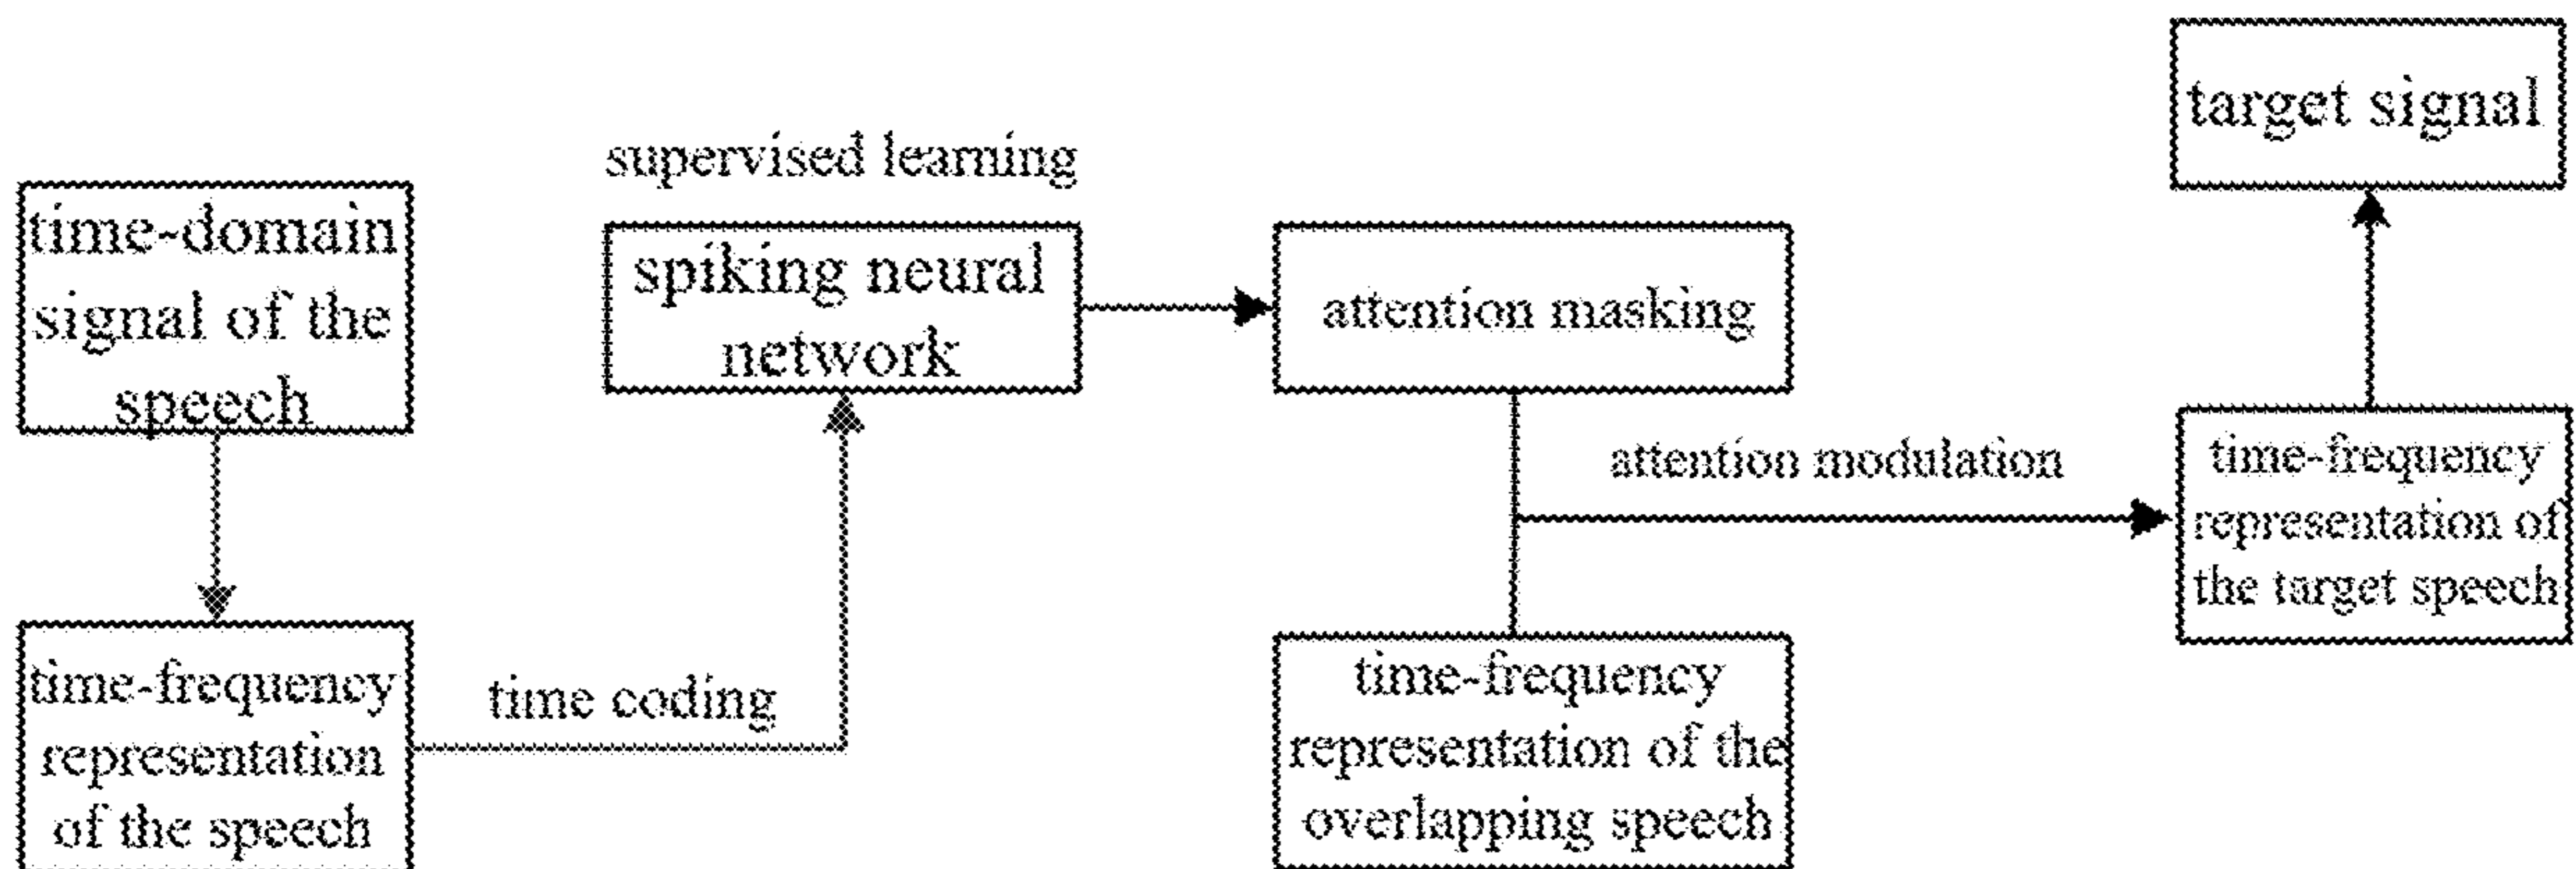 time-domain
signal of the
speech
time-frequency
representation
of the speech
time coding
supervised learning
spiking neural
network
attention masking
time-frequency
representation of the
overlapping speech
attention modulation
time-frequency
representation of
the target speech
target signal